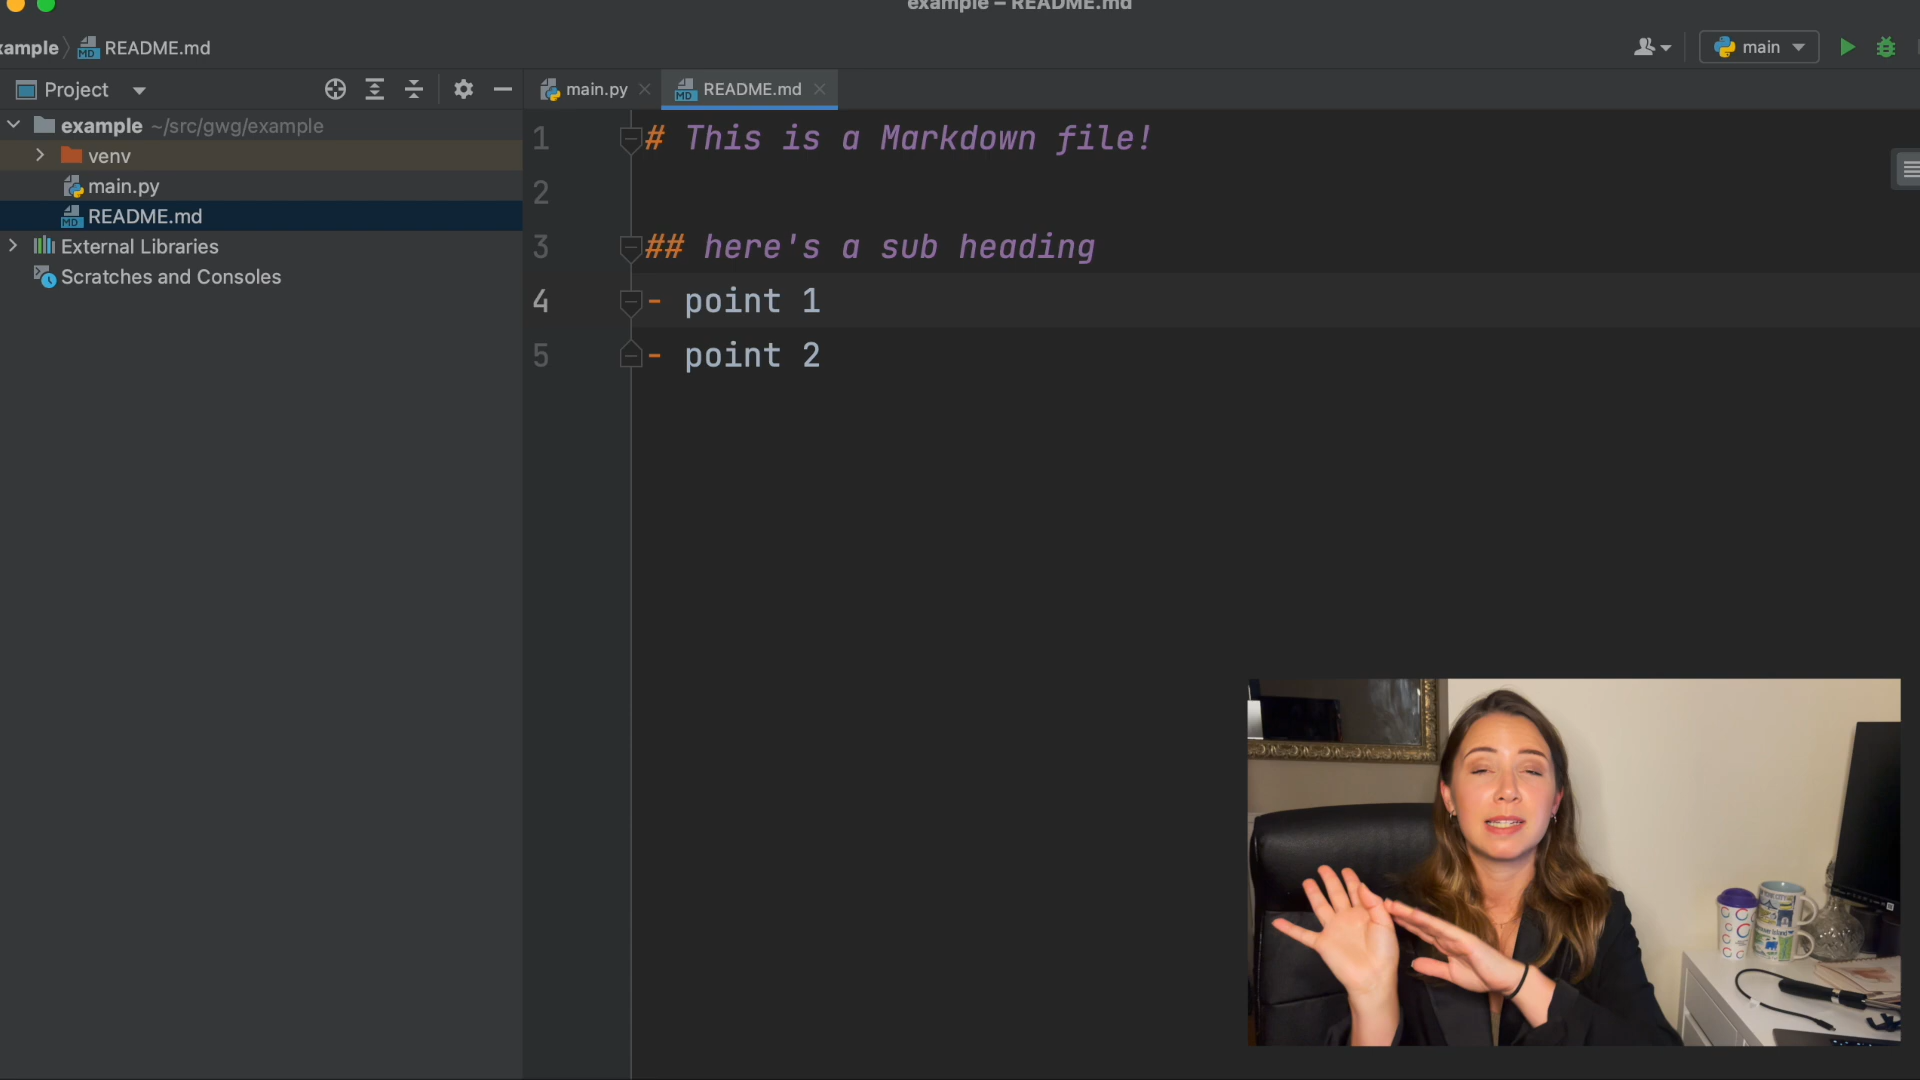 example – README.md
xample README.md
main
Project
main.py
README.md
example ~/src/gwg/example
venv
main.py
README.md
External Libraries
Scratches and Consoles
1 # This is a Markdown file!
2
3 ## here's a sub heading
4 - point 1
5 - point 2